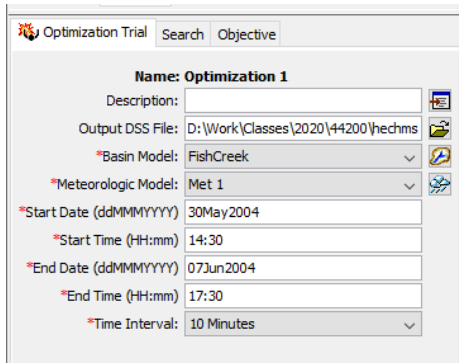 Optimization Trial Search Objective
Name: Optimization 1
Description:
Output DSS File: D:\Work\Classes\2020\44200\hechms
*Basin Model: FishCreek
*Meteorologic Model: Met 1
*Start Date (ddMMMYYYY) 30May2004
*Start Time (HH:mm) 14:30
*End Date (ddMMMYYYY) 07Jun2004
*End Time (HH:mm) 17:30
*Time Interval: 10 Minutes